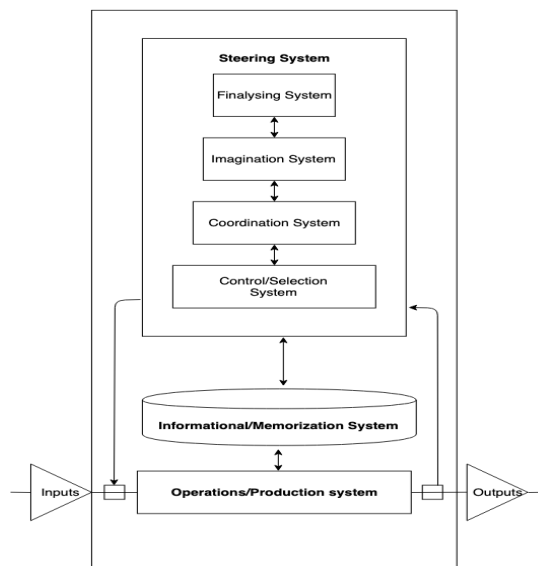 Steering System
Finalysing System
Imagination System
Coordination System
Control/Selection
System
Informational/Memorization System
Inputs
Operations/Production system
Outputs